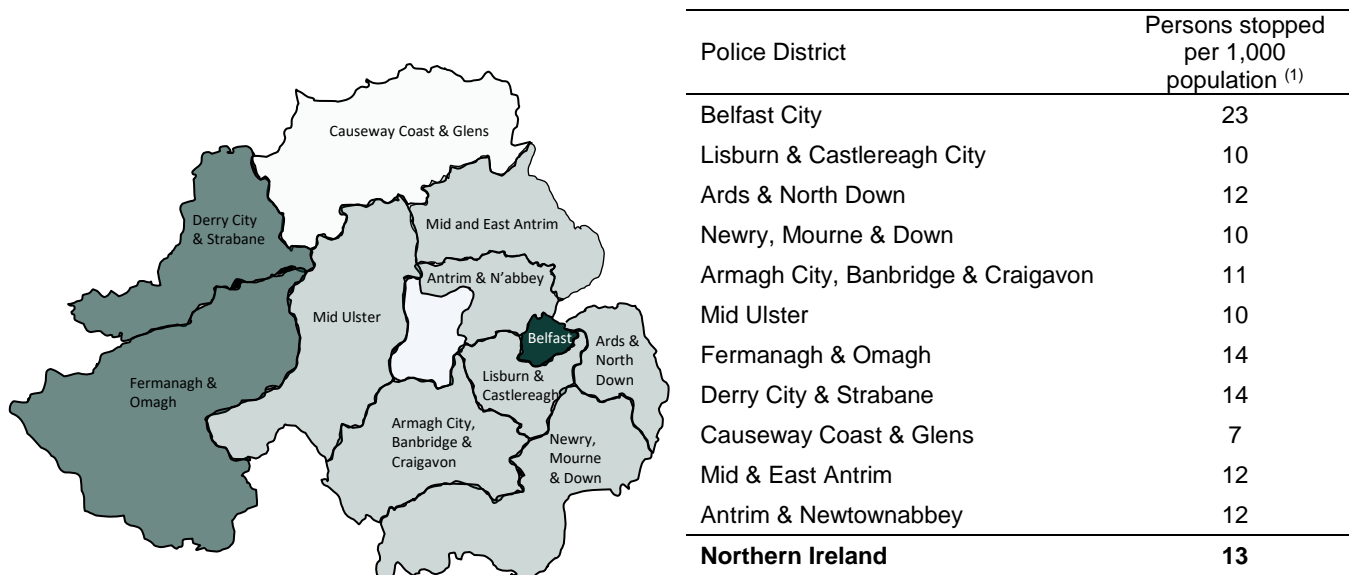 Causeway Coast & Glens
Derry City
& Strabane
Mid and East Antrim
Antrim & N'abbey
Mid Ulster
Belfast
Ards &
North
Down
Fermanagh &
Omagh
Lisburn &
Castlereagh
Armagh City,
Banbridge &
Craigavon
Newry,
Mourne
& Down
Police District
Persons stopped
per 1,000
population (1)
Belfast City 23
Lisburn & Castlereagh City 10
Ards & North Down 12
Newry, Mourne & Down 10
Armagh City, Banbridge & Craigavon 11
Mid Ulster 10
Fermanagh & Omagh 14
Derry City & Strabane 14
Causeway Coast & Glens 7
Mid & East Antrim 12
Antrim & Newtownabbey 12
Northern Ireland 13